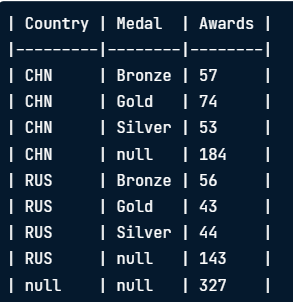 | Country | Medal  | Awards |
|---------|--------|--------|
| CHN     | Bronze | 57     |
| CHN     | Gold   | 74     |
| CHN     | Silver | 53     |
| CHN     | null   | 184    |
| RUS     | Bronze | 56     |
| RUS     | Gold   | 43     |
| RUS     | Silver | 44     |
| RUS     | null   | 143    |
| null    | null   | 327    |